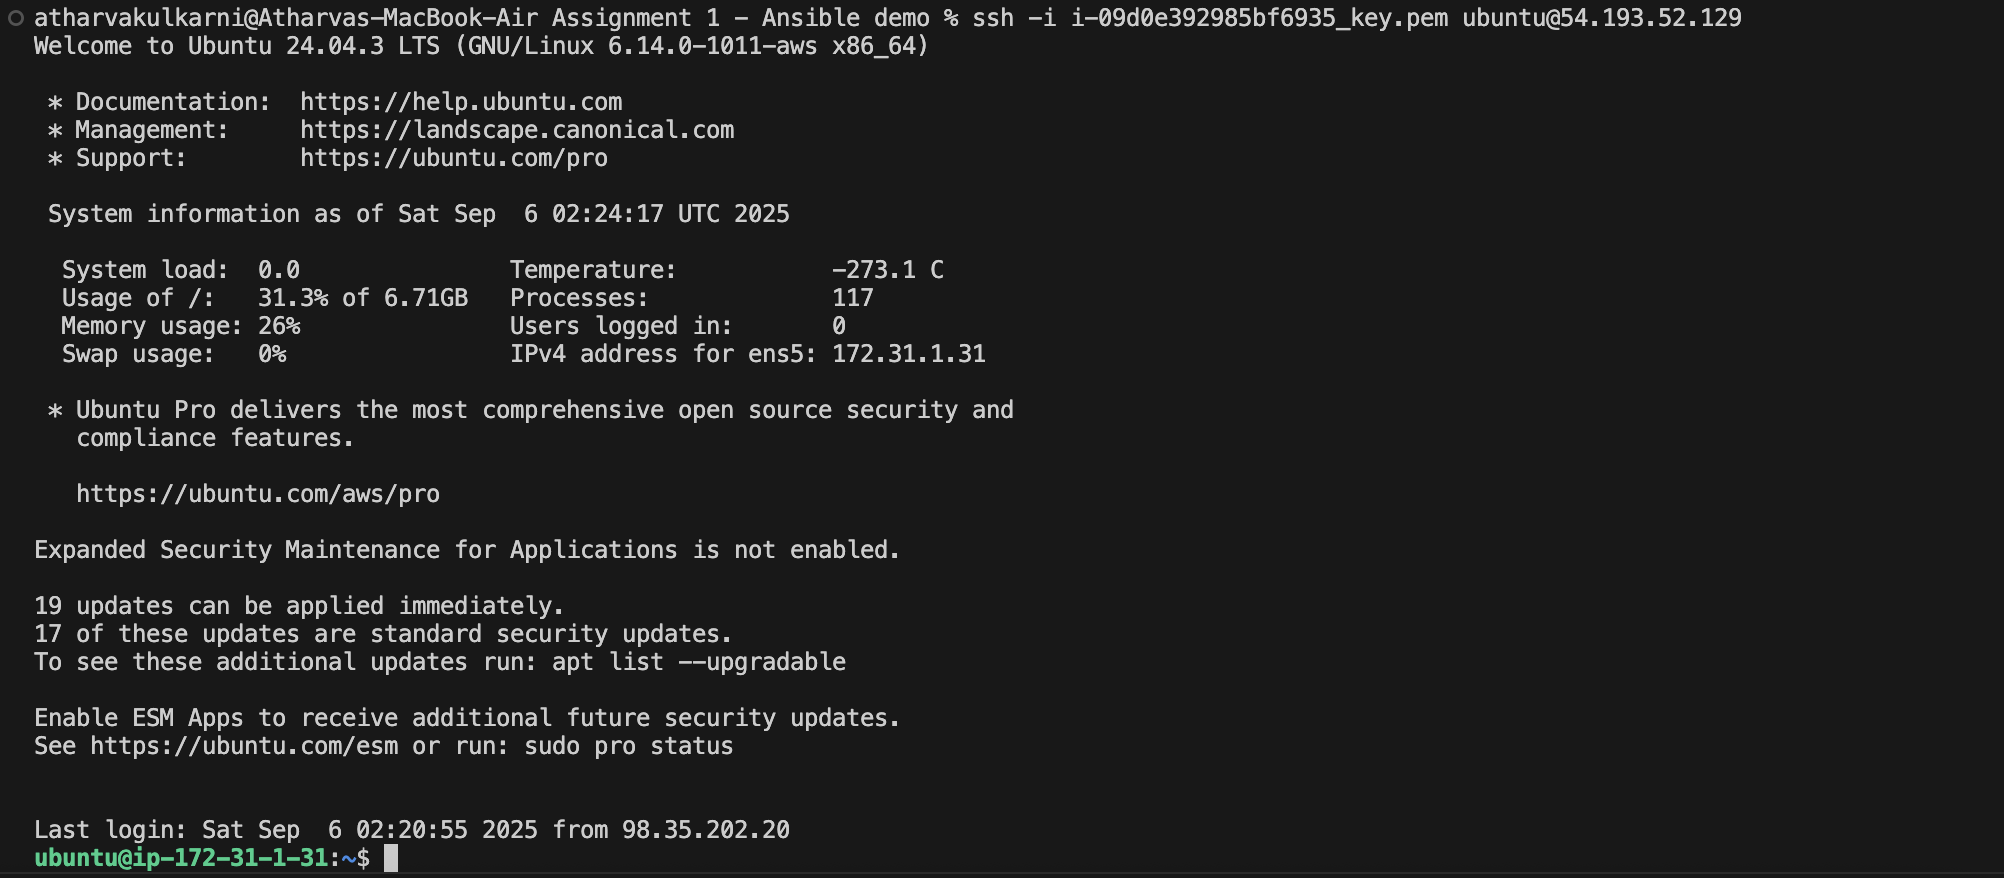 atharvakulkarni@Atharvas-MacBook-Air Assignment 1 - Ansible demo % ssh -i i-09d0e392985bf6935_key.pem ubuntu@54.193.52.129
Welcome to Ubuntu 24.04.3 LTS (GNU/Linux 6.14.0-1011-aws x86_64)
* Documentation:  https://help.ubuntu.com
* Management:     https://landscape.canonical.com
* Support:        https://ubuntu.com/pro
System information as of Sat Sep  6 02:24:17 UTC 2025
System load:  0.0               Temperature:           -273.1 C
Usage of /:   31.3% of 6.71GB   Processes:             117
Memory usage: 26%               Users logged in:       0
Swap usage:   0%                IPv4 address for ens5: 172.31.1.31
* Ubuntu Pro delivers the most comprehensive open source security and
compliance features.
https://ubuntu.com/aws/pro
Expanded Security Maintenance for Applications is not enabled.
19 updates can be applied immediately.
17 of these updates are standard security updates.
To see these additional updates run: apt list --upgradable
Enable ESM Apps to receive additional future security updates.
See https://ubuntu.com/esm or run: sudo pro status
Last login: Sat Sep  6 02:20:55 2025 from 98.35.202.20
ubuntu@ip-172-31-1-31:~$